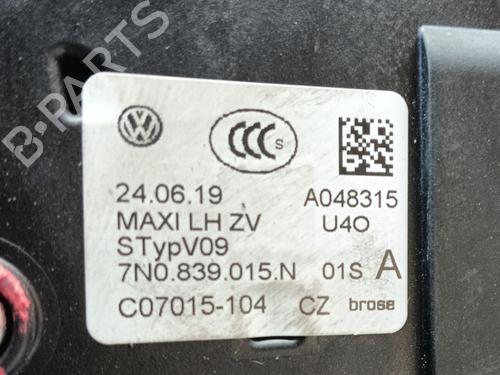 B-PARTS
CCC S
24.06.19 A048315
MAXI LH ZV U4O
STypV09
7N0.839.015.N 01S A
C07015-104 CZ brose